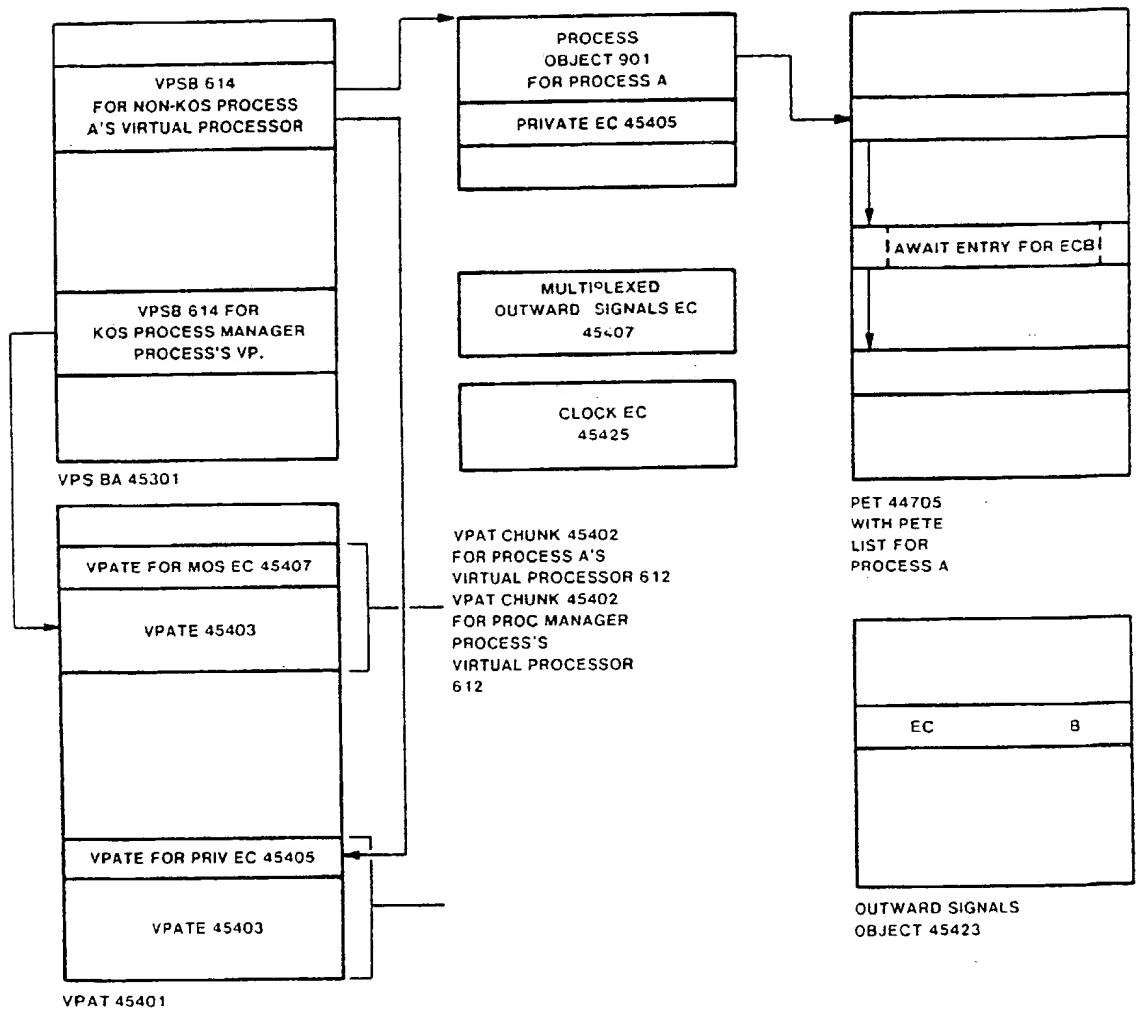 VPSB 614
FOR NON-KOS PROCESS
A'S VIRTUAL PROCESSOR
VPSB 614 FOR
KOS PROCESS MANAGER
PROCESS'S VP.
VPS BA 45301
PROCESS
OBJECT 901
FOR PROCESS A
PRIVATE EC 45405
MULTIPLEXED
OUTWARD SIGNALS EC
45407
CLOCK EC
45425
AWAIT ENTRY FOR ECB
PET 44705
WITH PETE
LIST FOR
PROCESS A
VPATE FOR MOS EC 45407
VPATE 45403
VPATE FOR PRIV EC 45405
VPATE 45403
VPAT 45401
VPAT CHUNK 45402
FOR PROCESS A'S
VIRTUAL PROCESSOR 612
VPAT CHUNK 45402
FOR PROC MANAGER
PROCESS'S
VIRTUAL PROCESSOR
612
EC B
OUTWARD SIGNALS
OBJECT 45423